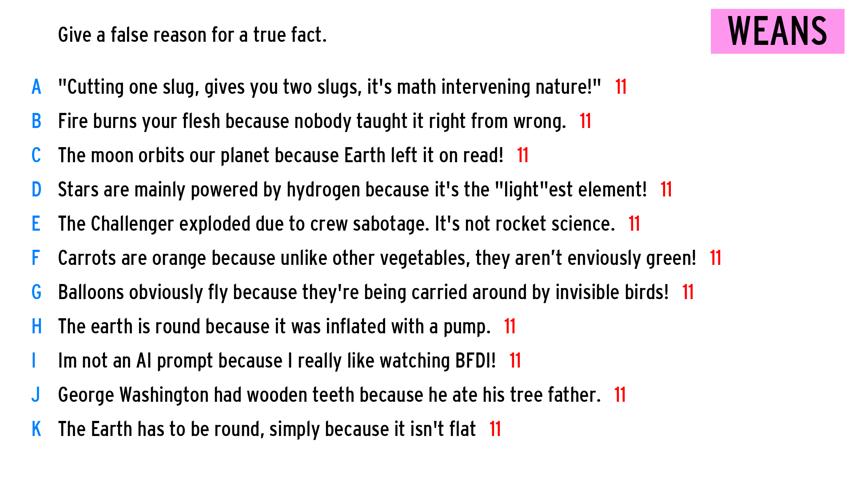 Give a false reason for a true fact.
WEANS
A "Cutting one slug, gives you two slugs, it's math intervening nature!" 11
B Fire burns your flesh because nobody taught it right from wrong. 11
C The moon orbits our planet because Earth left it on read! 11
D Stars are mainly powered by hydrogen because it's the "light"est element! 11
E The Challenger exploded due to crew sabotage. It's not rocket science. 11
F Carrots are orange because unlike other vegetables, they aren’t enviously green! 11
G Balloons obviously fly because they're being carried around by invisible birds! 11
H The earth is round because it was inflated with a pump. 11
I Im not an AI prompt because I really like watching BFDI! 11
J George Washington had wooden teeth because he ate his tree father. 11
K The Earth has to be round, simply because it isn't flat 11